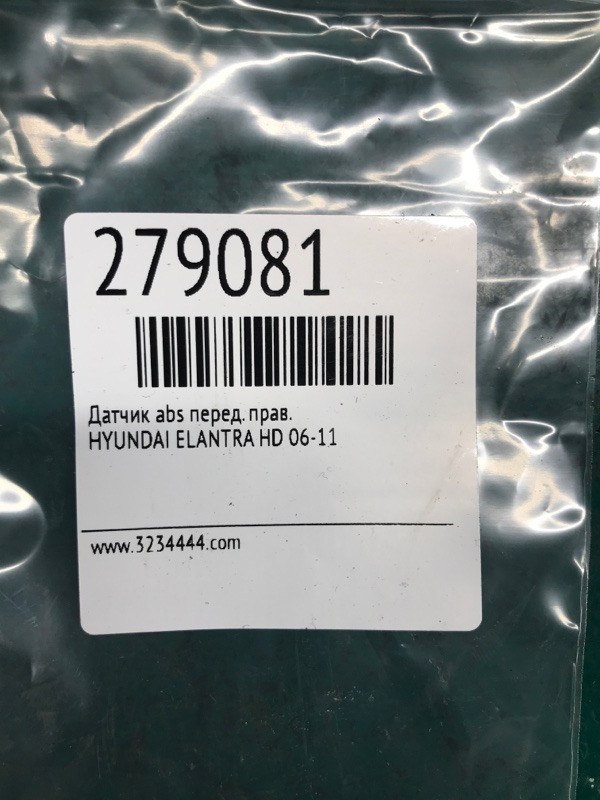 279081
Датчик abs перед. прав.
HYUNDAI ELANTRA HD 06-11
www.3234444.com